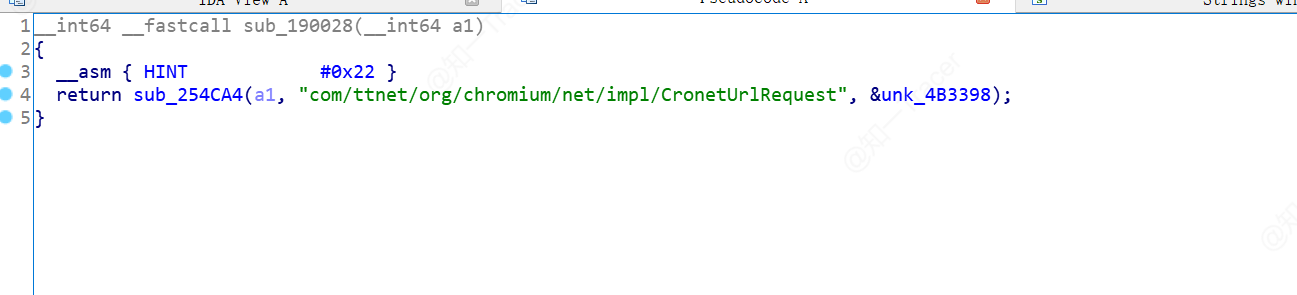 IDA View A
Pseudocode A
Strings win
1 __int64 __fastcall sub_190028(__int64 a1)
2 {
3 __asm { HINT #0x22 }
4 return sub_254CA4(a1, "com/ttnet/org/chromium/net/impl/CronetUrlRequest", &unk_4B3398);
5 }